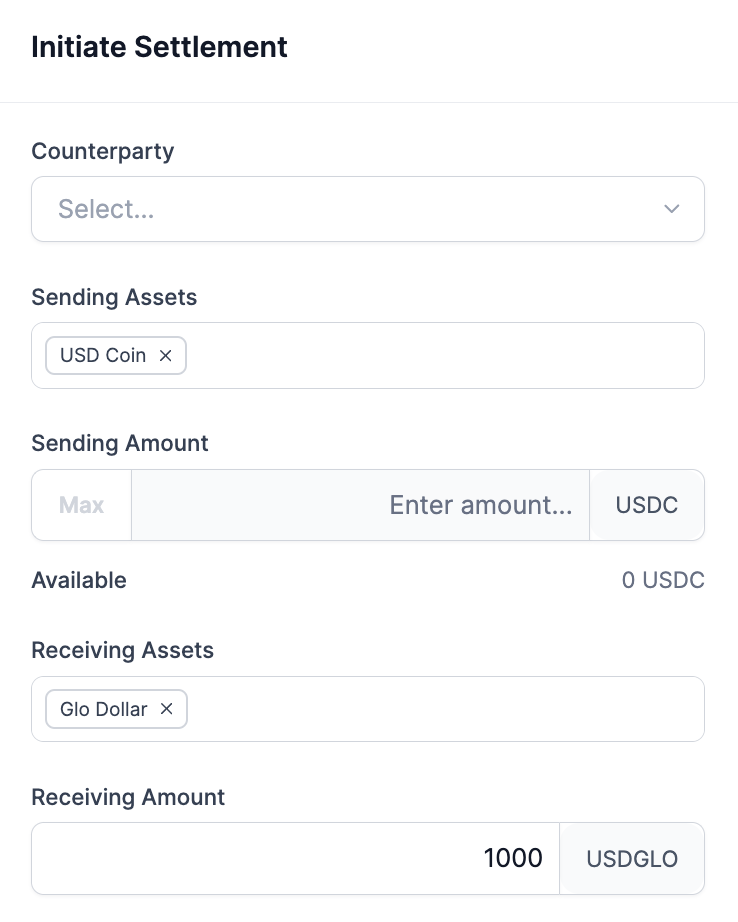 Initiate Settlement
Counterparty
Select...
Sending Assets
USD Coin
Sending Amount
Max Enter amount... USDC
Available 0 USDC
Receiving Assets
Glo Dollar
Receiving Amount
1000 USDGLO